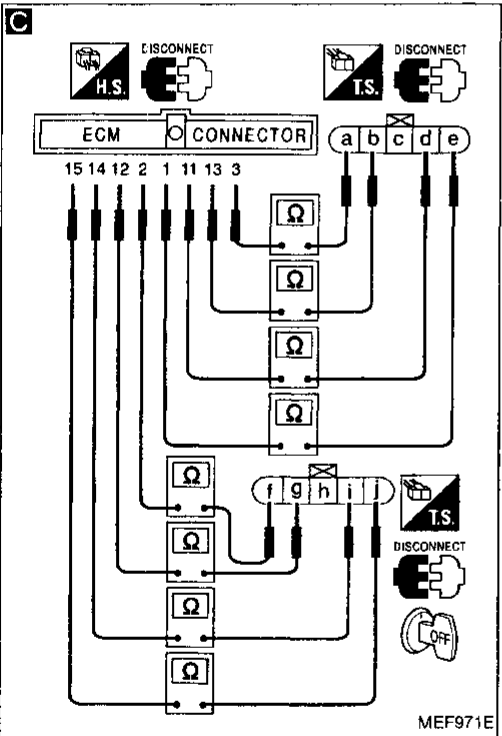 C
DISCONNECT
H.S.
DISCONNECT
T.S.
ECM CONNECTOR
a b c d e
15 14 12 2 1 11 13 3
Ω
Ω
Ω
Ω
Ω
f g h i j
T.S.
Ω
DISCONNECT
Ω
OFF
Ω
MEF971E